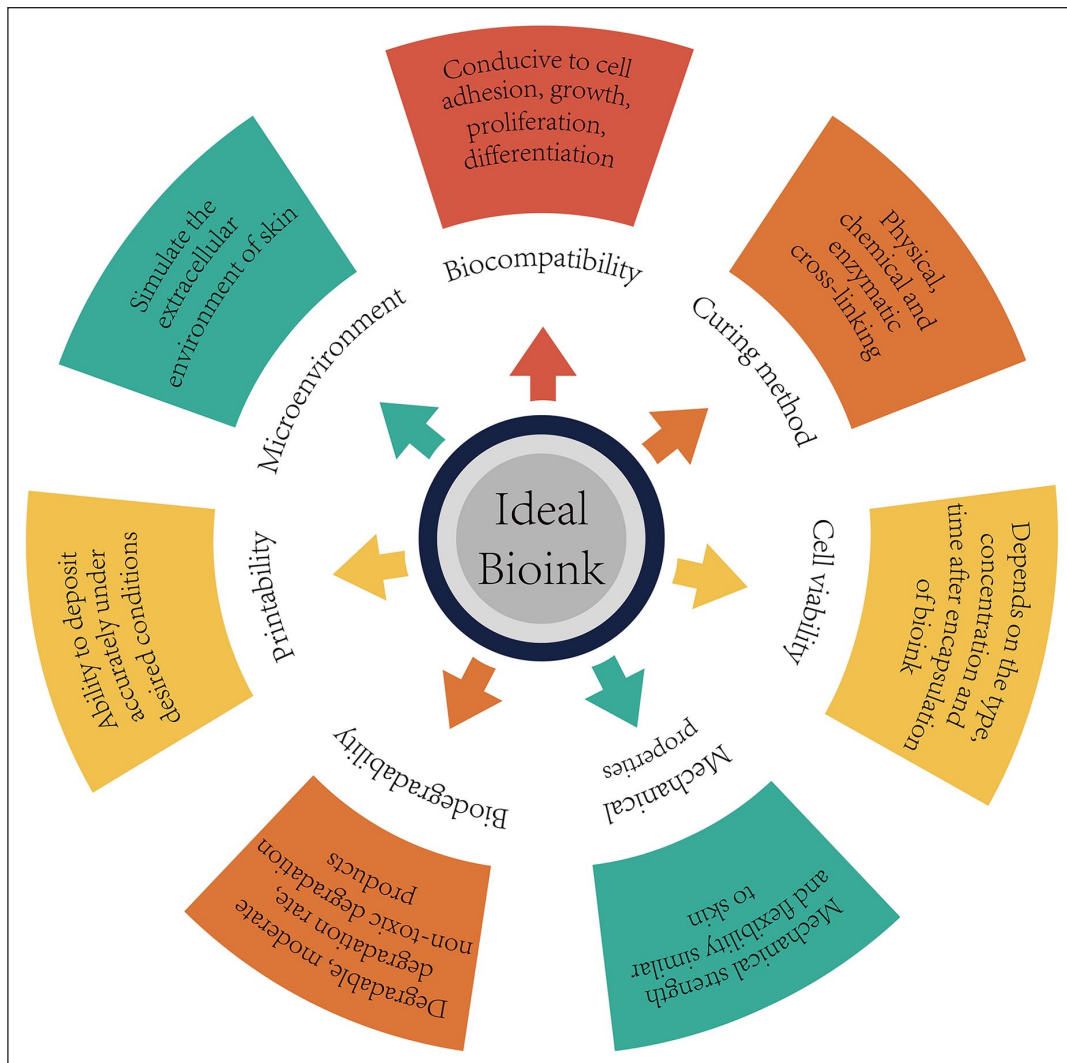 Ideal
Bioink
Biocompatibility
Conducive to cell
adhesion, growth,
proliferation,
differentiation
Curing method
Physical,
chemical and
enzymatic
cross-linking
Cell viability
Depends on the type,
concentration and
time after encapsulation
of bioink
Mechanical
properties
Mechanical strength
and flexibility similar
to skin
Biodegradability
Degradable, moderate
degradation rate,
non-toxic degradation
products
Printability
Ability to deposit
accurately under
desired conditions
Microenvironment
Simulate the
extracellular
environment of skin